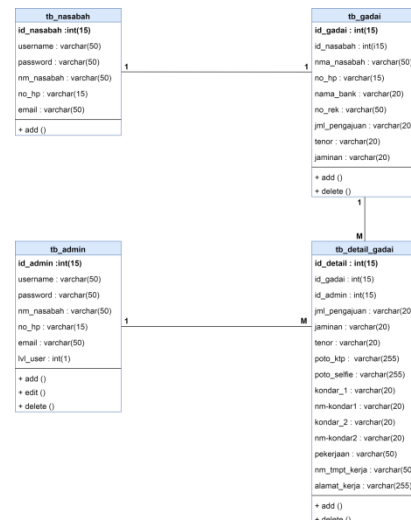 tb_nasabah
id_nasabah :int(15)
username : varchar(50)
password : varchar(50)
nm_nasabah : varchar(50)
no_hp : varchar(15)
email : varchar(50)
+ add ()
1
1
tb_gadai
id_gadai : int(15)
id_nasabah : int(i15)
nma_nasabah : varchar(50)
no_hp : varchar(15)
nama_bank : varchar(20)
no_rek : varchar(50)
jml_pengajuan : varchar(20
tenor : varchar(20)
jaminan : varchar(20)
+ add ()
+ delete ()
1
M
tb_admin
id_admin :int(15)
username : varchar(50)
password : varchar(50)
nm_nasabah : varchar(50)
no_hp : varchar(15)
email : varchar(50)
lvl_user : int(1)
+ add ()
+ edit ()
+ delete ()
1
M
tb_detail_gadai
id_detail : int(15)
id_gadai : int(15)
id_admin : int(15)
jml_pengajuan : varchar(20
jaminan : varchar(20)
tenor : varchar(20)
poto_ktp : varchar(255)
poto_selfie : varchar(255)
kondar_1 : varchar(20)
nm-kondar1 : varchar(20)
kondar_2 : varchar(20)
nm-kondar2 : varchar(20)
pekerjaan : varchar(50)
nm_tmpt_kerja : varchar(50
alamat_kerja : varchar(255)
+ add ()
+ delete ()